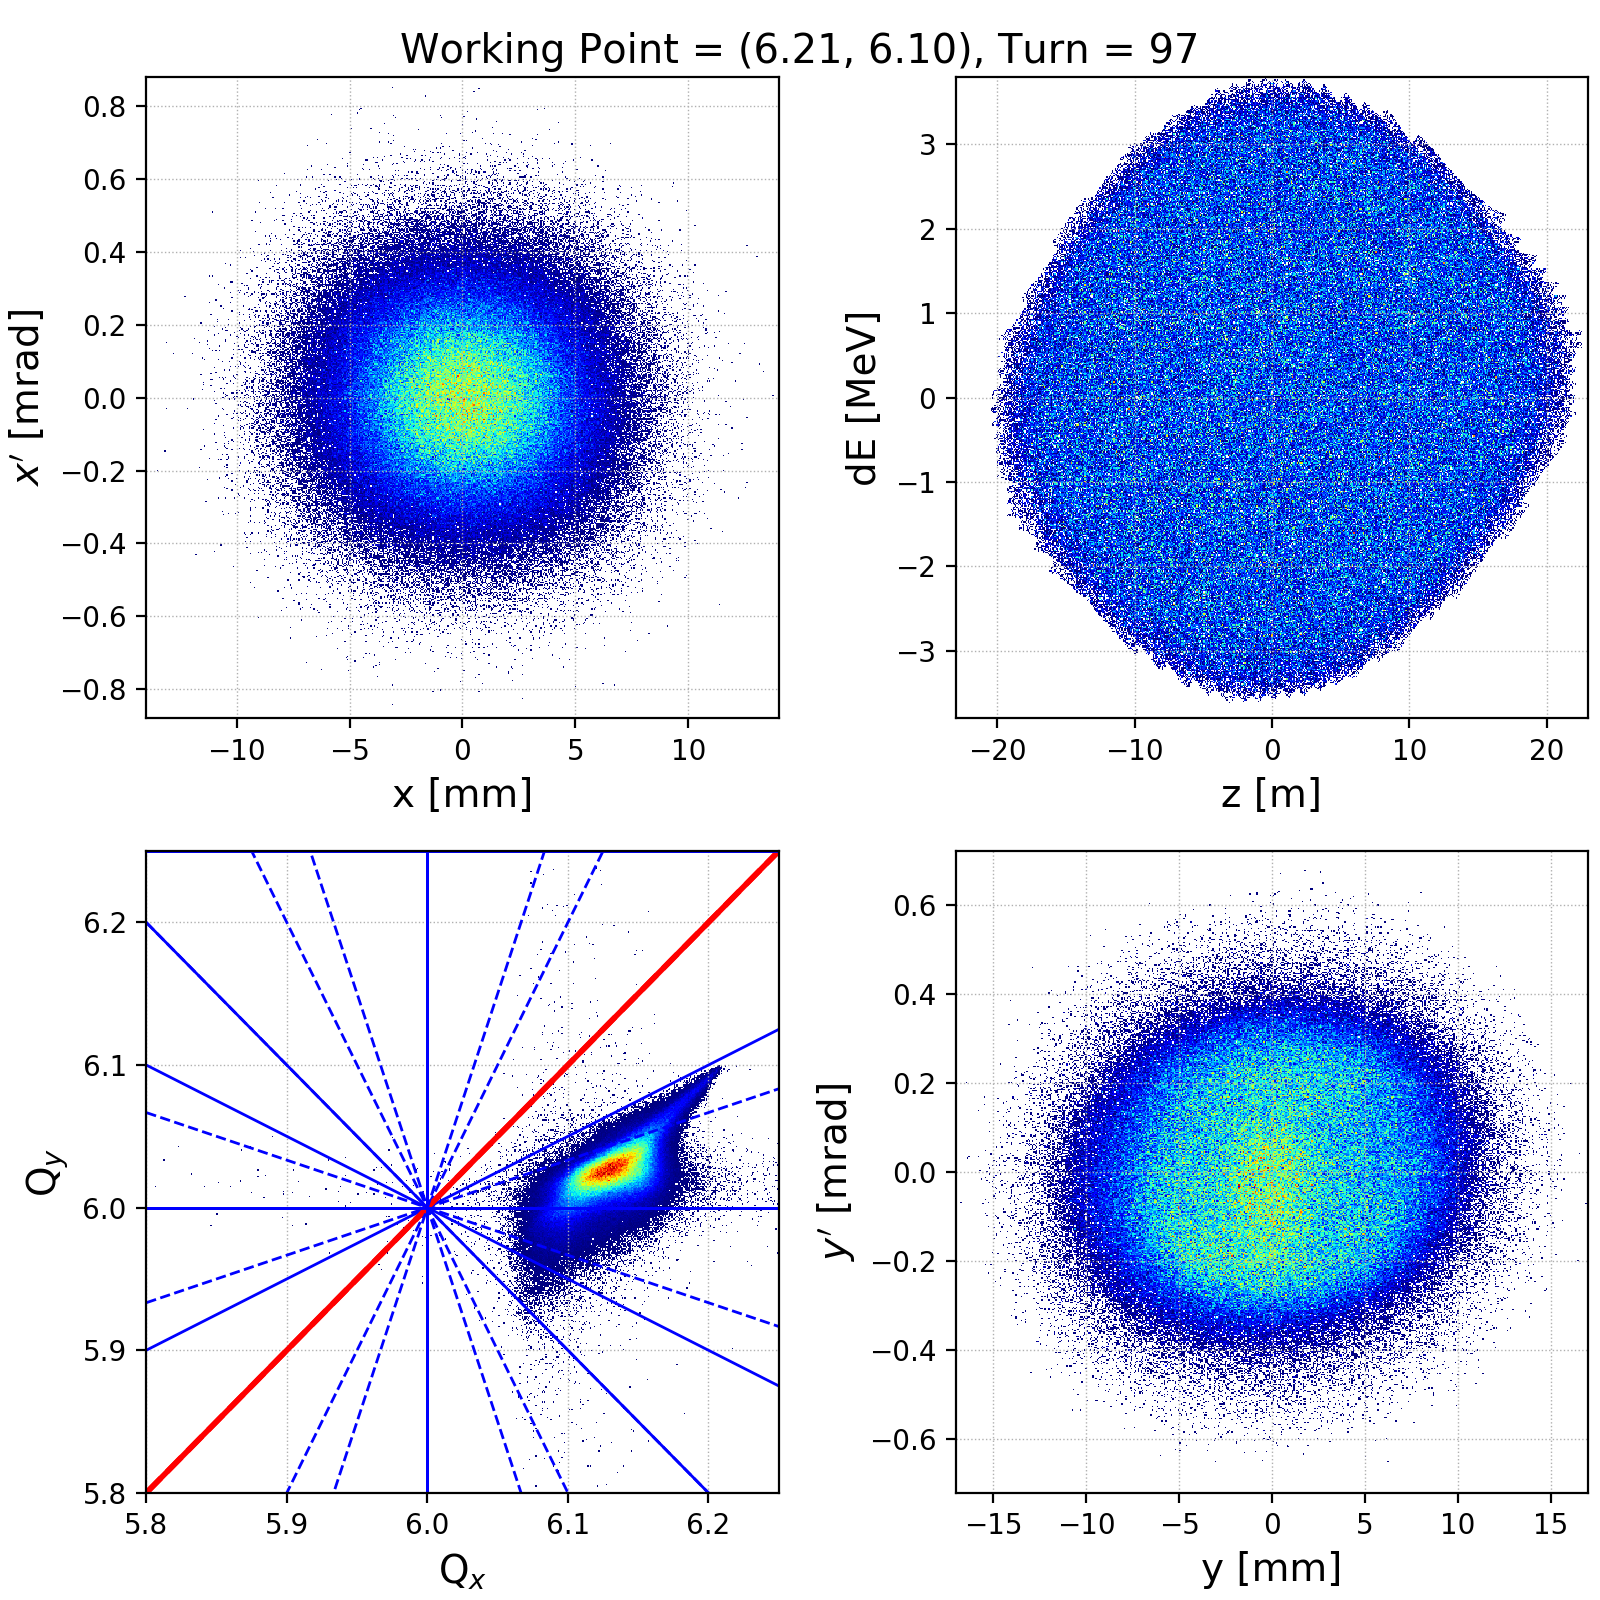 Working Point = (6.21, 6.10), Turn = 97
0.8
0.6
0.4
0.2
0.0
−0.2
−0.4
−0.6
−0.8
x′ [mrad]
−10 −5 0 5 10
x [mm]
3
2
1
0
−1
−2
−3
dE [MeV]
−20 −10 0 10 20
z [m]
6.2
6.1
6.0
5.9
5.8
Qy
5.8 5.9 6.0 6.1 6.2
Qx
0.6
0.4
0.2
0.0
−0.2
−0.4
−0.6
y′ [mrad]
−15 −10 −5 0 5 10 15
y [mm]